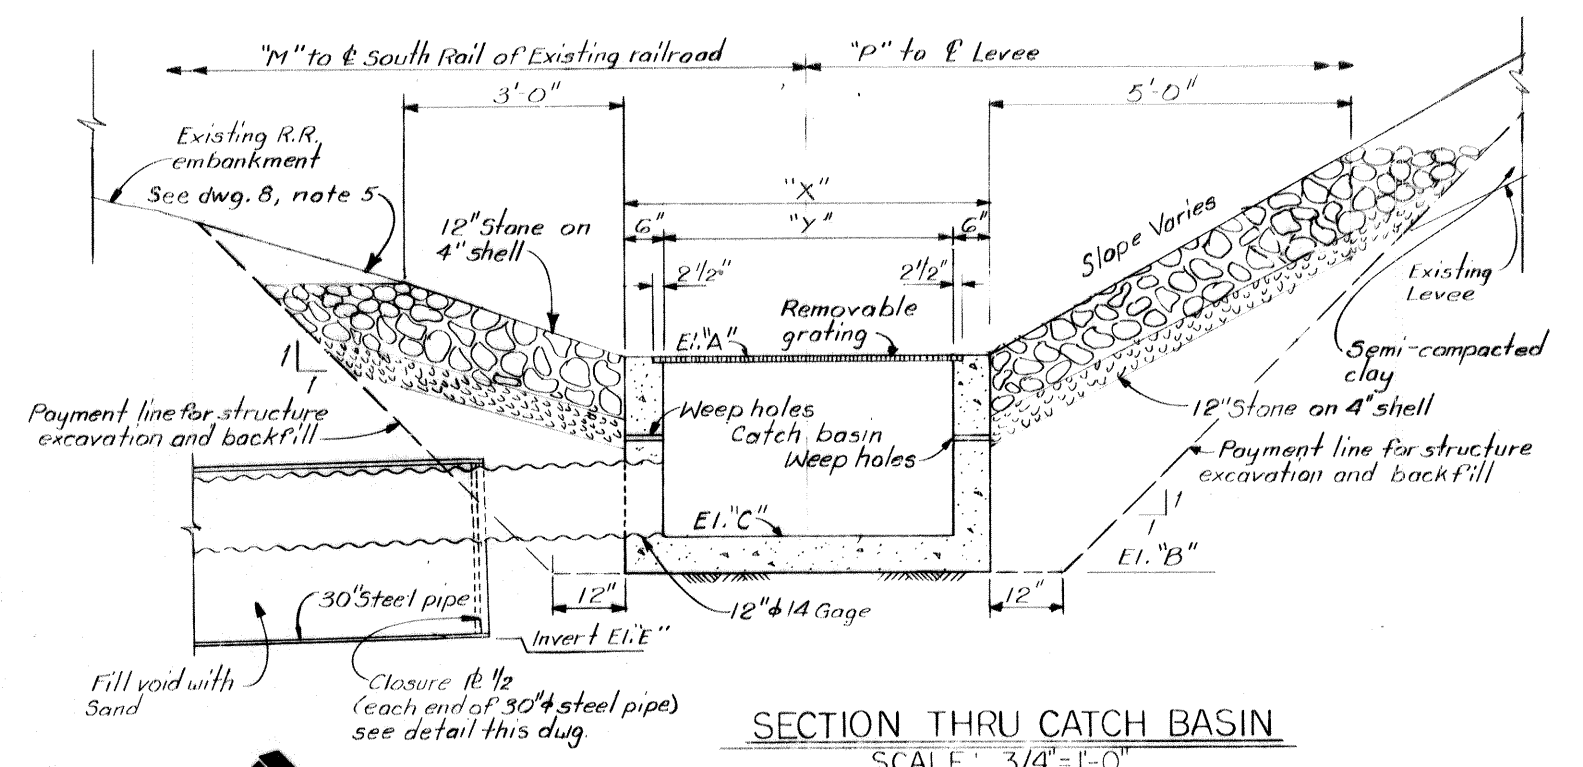 "M" to ℄ South Rail of Existing railroad
"P" to ℄ Levee
3'-0"
5'-0"
Existing R.R.
embankment
See dwg. 8, note 5
12" Stone on
4" shell
"X"
6"
"Y"
6"
2½"
2½"
Slope Varies
Removable
grating
El. "A"
Existing
Levee
Semi-compacted
clay
1
1
Payment line for structure
excavation and backfill
Weep holes
Catch basin
Weep holes
12" Stone on 4" shell
Payment line for structure
excavation and backfill
El. "C"
1
1
El. "B"
30" Steel pipe
12"
12" ϕ 14 Gage
12"
Invert El. "E"
Fill void with
Sand
Closure ℄ 1/2
(each end of 30" ϕ steel pipe)
see detail this dwg.
SECTION THRU CATCH BASIN
SCALE: 3/4"=1'-0"